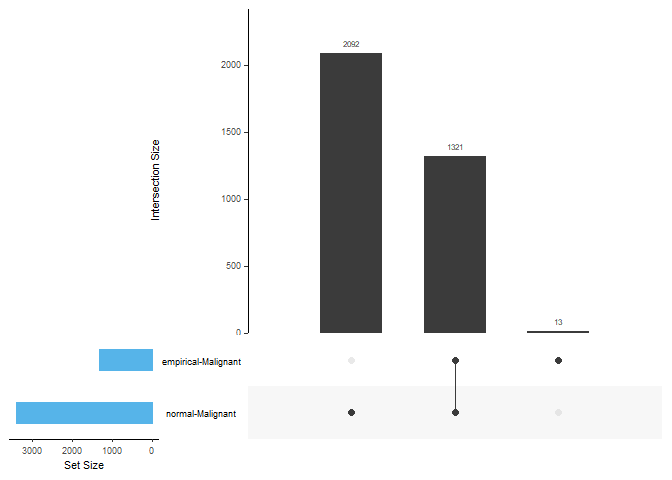 2092
2000
1321
1500
Intersection Size
1000
500
13
0
empirical-Malignant
normal-Malignant
3000 2000 1000 0
Set Size